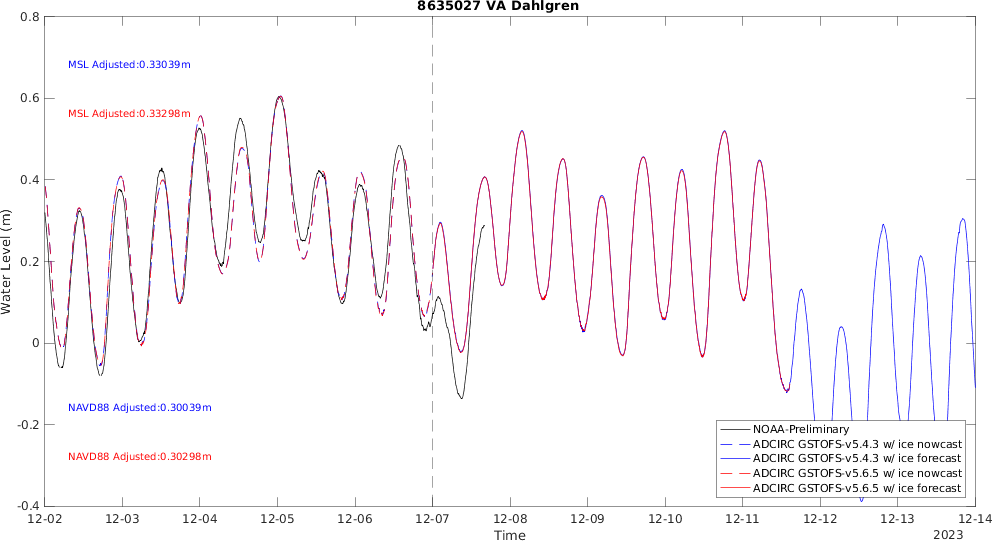 8635027 VA Dahlgren
0.8
0.6
0.4
0.2
0
-0.2
-0.4
Water Level (m)
MSL Adjusted:0.33039m
MSL Adjusted:0.33298m
NAVD88 Adjusted:0.30039m
NAVD88 Adjusted:0.30298m
NOAA-Preliminary
ADCIRC GSTOFS-v5.4.3 w/ ice nowcast
ADCIRC GSTOFS-v5.4.3 w/ ice forecast
ADCIRC GSTOFS-v5.6.5 w/ ice nowcast
ADCIRC GSTOFS-v5.6.5 w/ ice forecast
12-02 12-03 12-04 12-05 12-06 12-07 12-08 12-09 12-10 12-11 12-12 12-13 12-14
Time
2023